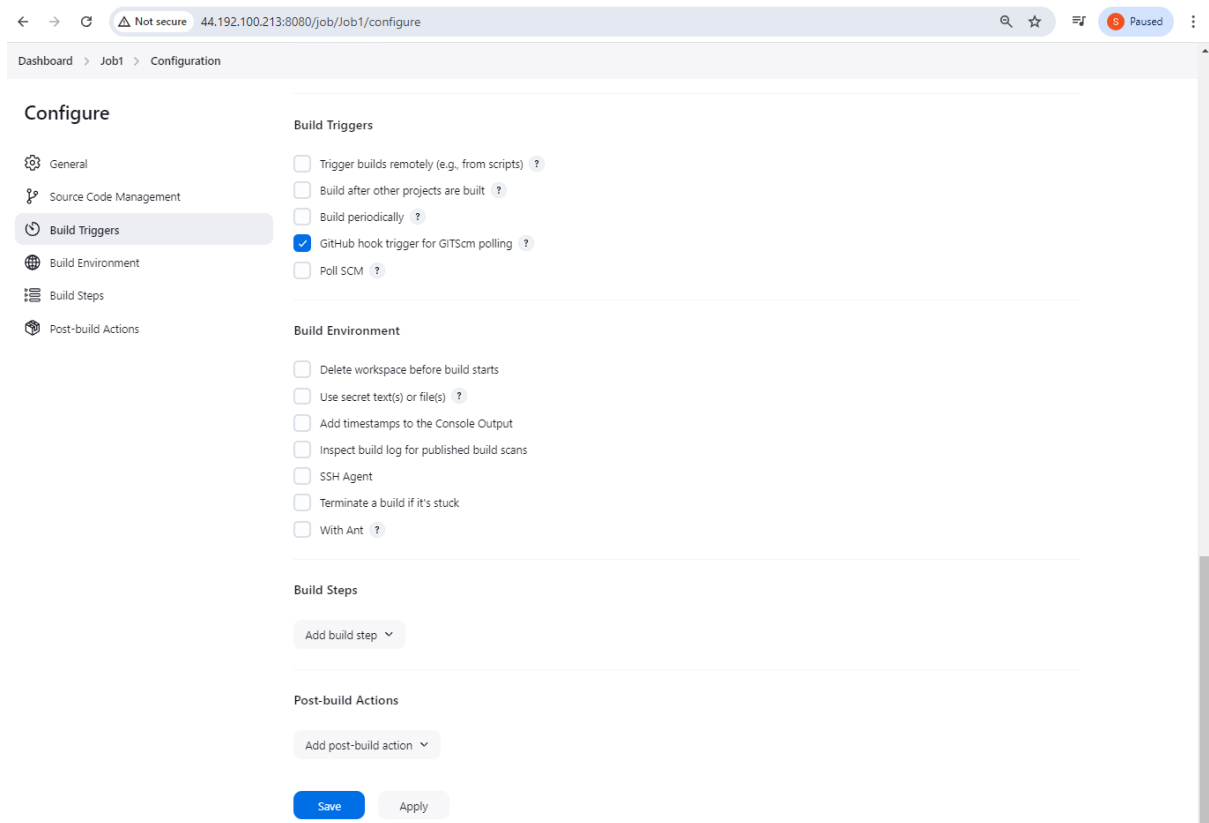 Not secure 44.192.100.213:8080/job/Job1/configure S Paused
Dashboard > Job1 > Configuration
Configure
General
Source Code Management
Build Triggers
Build Environment
Build Steps
Post-build Actions
Build Triggers
Trigger builds remotely (e.g., from scripts) ?
Build after other projects are built ?
Build periodically ?
GitHub hook trigger for GITScm polling ?
Poll SCM ?
Build Environment
Delete workspace before build starts
Use secret text(s) or file(s) ?
Add timestamps to the Console Output
Inspect build log for published build scans
SSH Agent
Terminate a build if it's stuck
With Ant ?
Build Steps
Add build step
Post-build Actions
Add post-build action
Save Apply